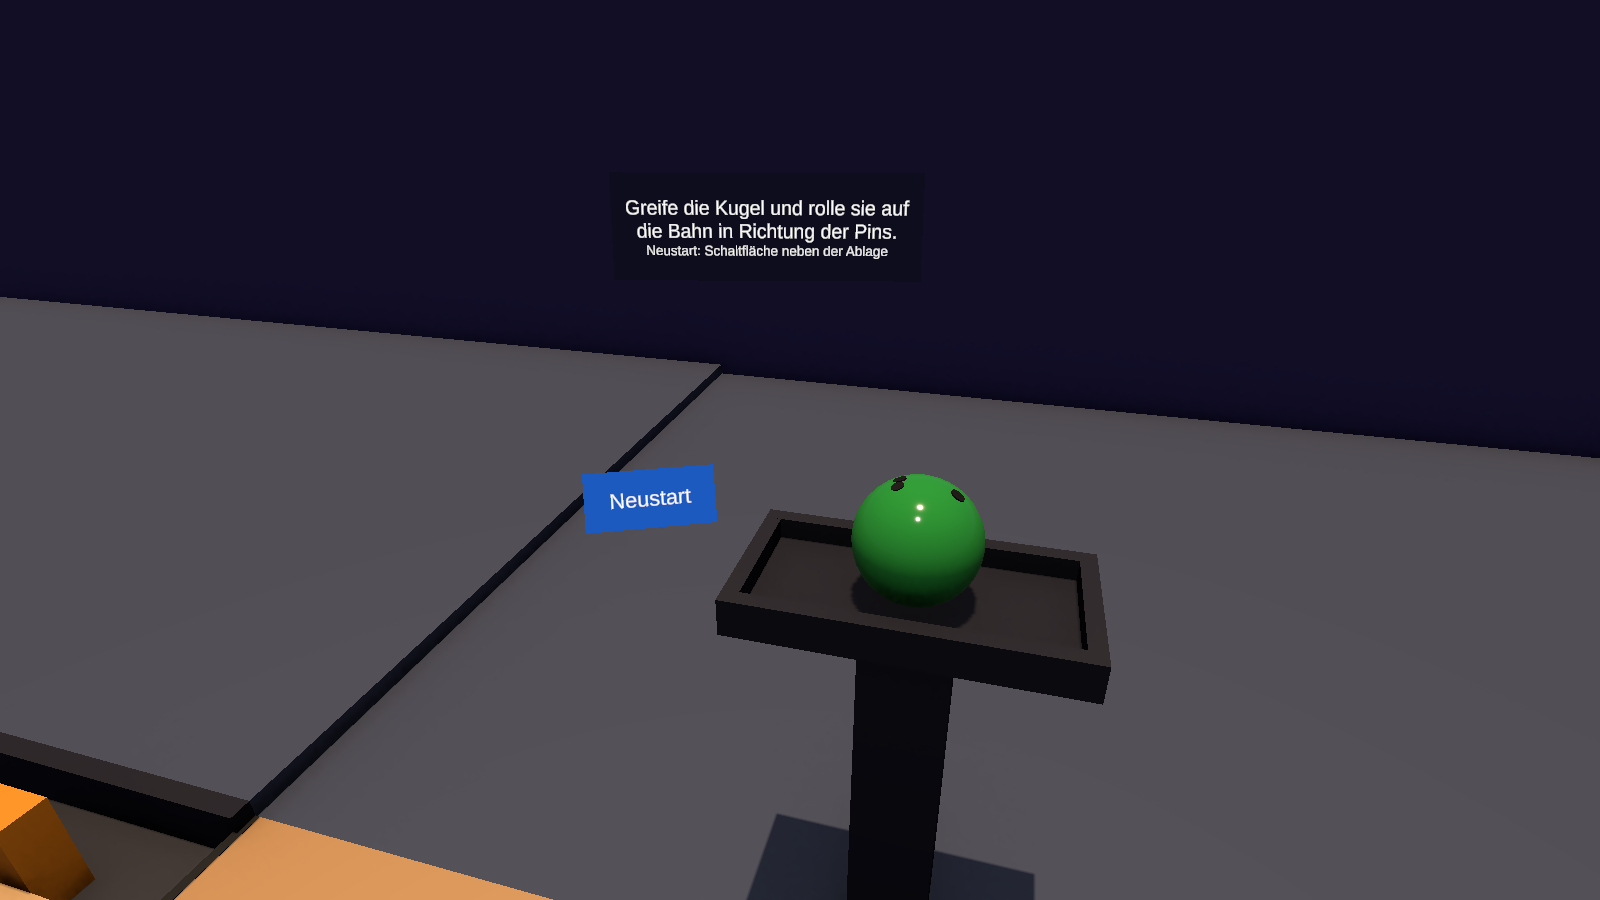 Greife die Kugel und rolle sie auf
die Bahn in Richtung der Pins.
Neustart: Schaltfläche neben der Ablage
Neustart